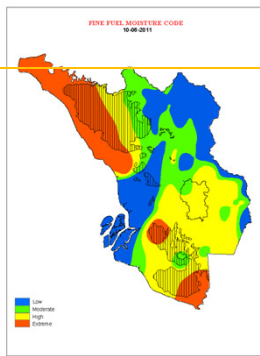 FINE FUEL MOISTURE CODE
10-06-2011
Low
Moderate
High
Extreme